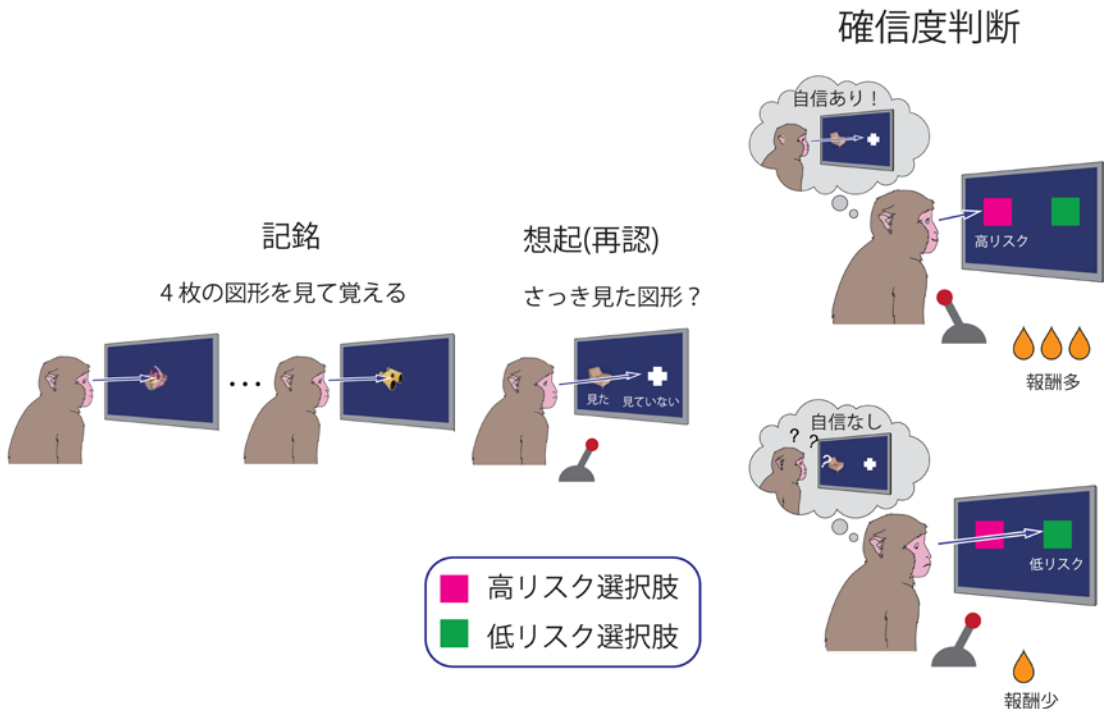 確信度判断
自信あり！
高リスク
報酬多
記銘
4 枚の図形を見て覚える
…
想起(再認)
さっき見た図形？
見た 見ていない
自信なし
? ?
?
低リスク
報酬少
高リスク選択肢
低リスク選択肢